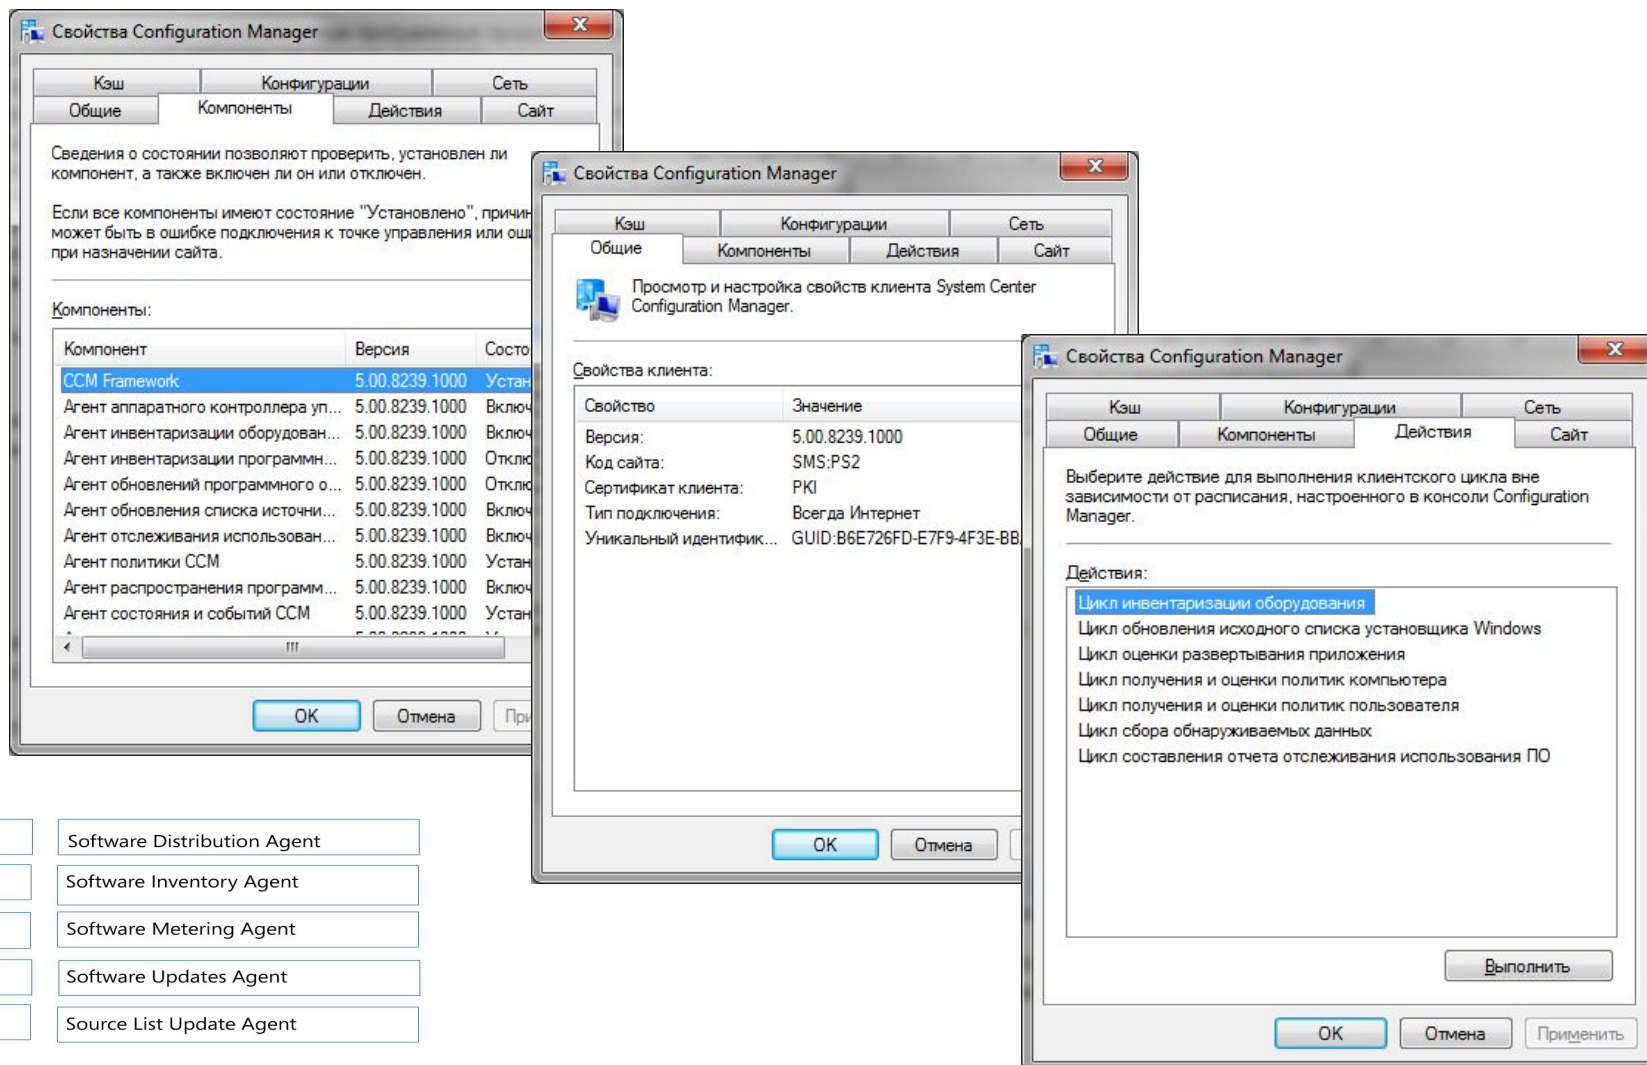 Свойства Configuration Manager
Кэш
Конфигурации
Сеть
Общие
Компоненты
Действия
Сайт
Сведения о состоянии позволяют проверить, установлен ли
компонент, а также включен ли он или отключен.
Если все компоненты имеют состояние "Установлено", причин
может быть в ошибке подключения к точке управления или оши
при назначении сайта.
Компоненты:
Компонент Версия Состо
CCM Framework 5.00.8239.1000 Устан
Агент аппаратного контроллера уп... 5.00.8239.1000 Включ
Агент инвентаризации оборудован... 5.00.8239.1000 Включ
Агент инвентаризации программн... 5.00.8239.1000 Отклю
Агент обновлений программного о... 5.00.8239.1000 Отклю
Агент обновления списка источни... 5.00.8239.1000 Включ
Агент отслеживания использован... 5.00.8239.1000 Включ
Агент политики CCM 5.00.8239.1000 Устан
Агент распространения программ... 5.00.8239.1000 Включ
Агент состояния и событий CCM 5.00.8239.1000 Устан
OK
Отмена
При
Свойства Configuration Manager
Кэш
Конфигурации
Сеть
Общие
Компоненты
Действия
Сайт
Просмотр и настройка свойств клиента System Center
Configuration Manager.
Свойства клиента:
Свойство Значение
Версия: 5.00.8239.1000
Код сайта: SMS:PS2
Сертификат клиента: PKI
Тип подключения: Всегда Интернет
Уникальный идентифик... GUID:B6E726FD-E7F9-4F3E-BB
OK
Отмена
Свойства Configuration Manager
Кэш
Конфигурации
Сеть
Общие
Компоненты
Действия
Сайт
Выберите действие для выполнения клиентского цикла вне
зависимости от расписания, настроенного в консоли Configuration
Manager.
Действия:
Цикл инвентаризации оборудования
Цикл обновления исходного списка установщика Windows
Цикл оценки развертывания приложения
Цикл получения и оценки политик компьютера
Цикл получения и оценки политик пользователя
Цикл сбора обнаруживаемых данных
Цикл составления отчета отслеживания использования ПО
Выполнить
OK
Отмена
Применить
Software Distribution Agent
Software Inventory Agent
Software Metering Agent
Software Updates Agent
Source List Update Agent